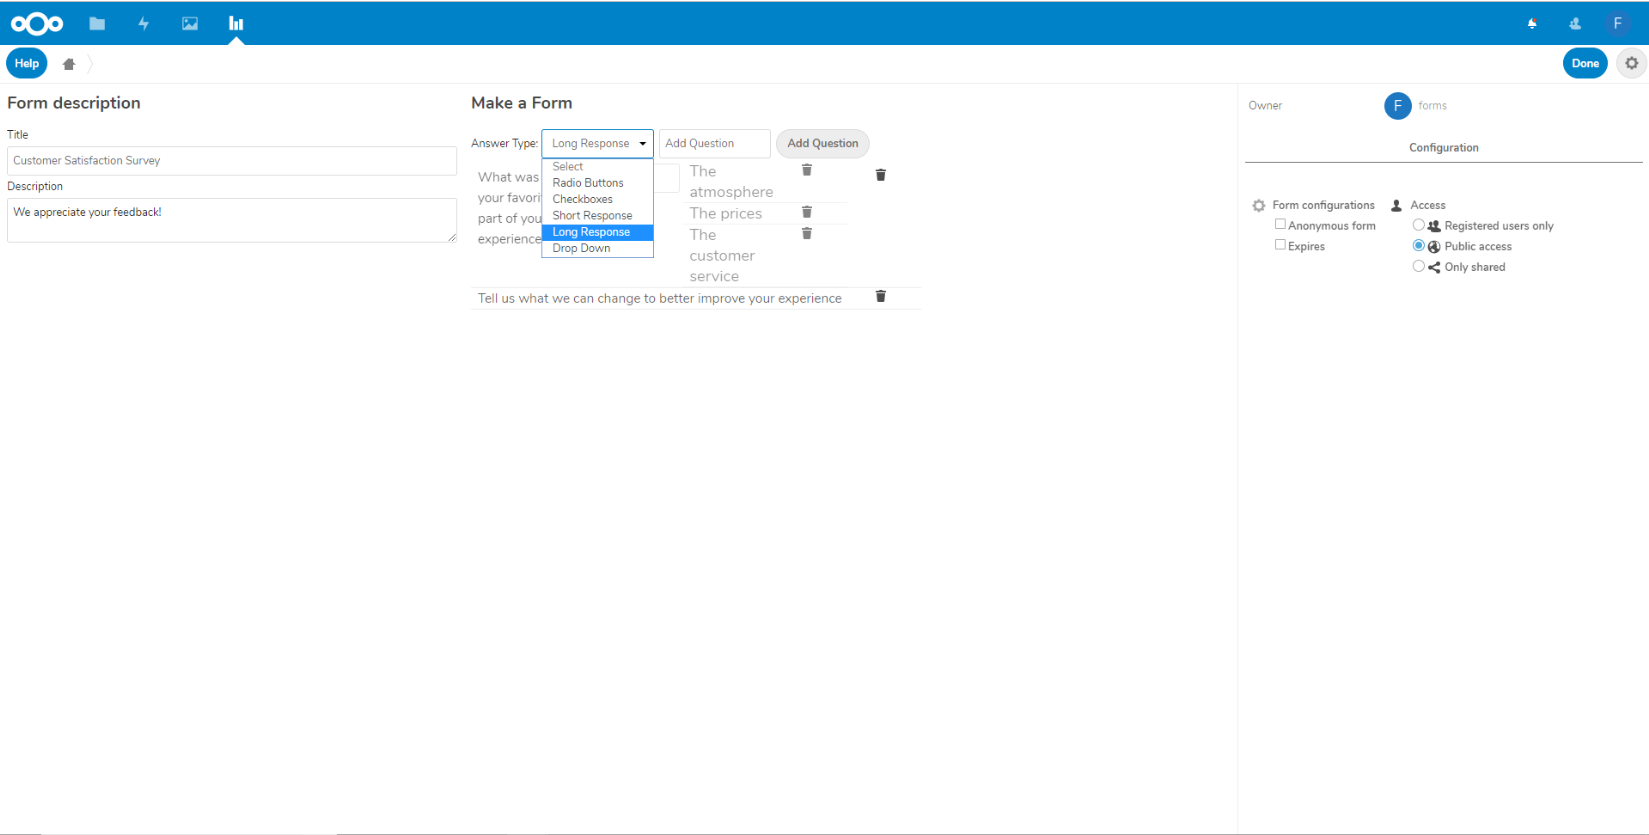 F
Help
Done
Form description
Title
Customer Satisfaction Survey
Description
We appreciate your feedback!
Make a Form
Answer Type: Long Response Add Question Add Question
Select
Radio Buttons
Checkboxes
Short Response
Long Response
Drop Down
What was
your favori
part of you
experience
The
atmosphere
The prices
The
customer
service
Tell us what we can change to better improve your experience
Owner F forms
Configuration
Form configurations
Anonymous form
Expires
Access
Registered users only
Public access
Only shared